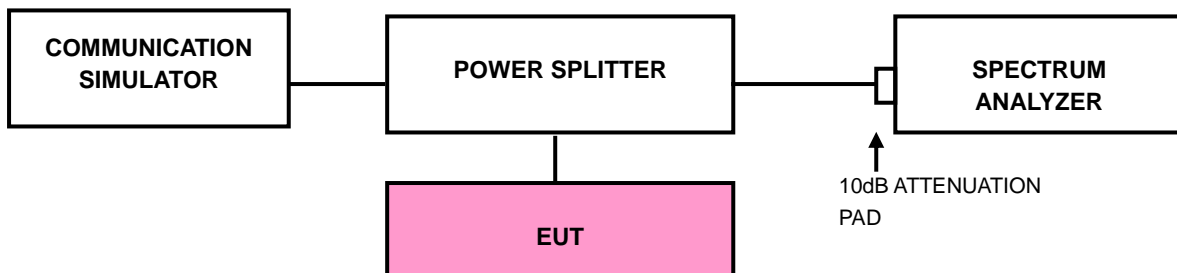 COMMUNICATION
SIMULATOR
POWER SPLITTER
SPECTRUM
ANALYZER
10dB ATTENUATION
PAD
EUT